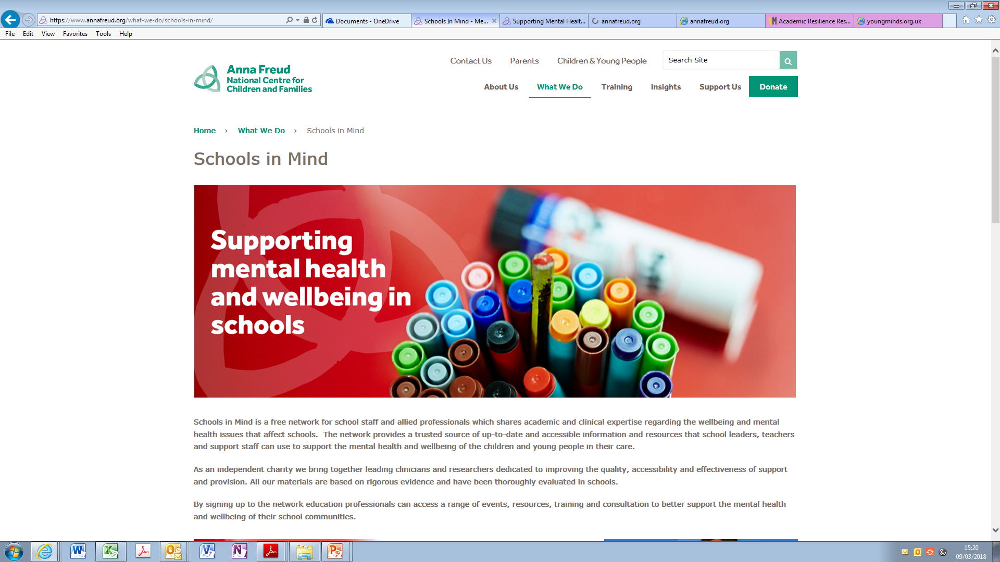 https://www.annafreud.org/what-we-do/schools-in-mind/
Documents - OneDrive
Schools In Mind - Me...
Supporting Mental Healt...
annafreud.org
annafreud.org
Academic Resilience Res...
youngminds.org.uk
File Edit View Favorites Tools Help
Contact Us Parents Children & Young People Search Site
Anna Freud
National Centre for
Children and Families
About Us What We Do Training Insights Support Us Donate
Home > What We Do > Schools in Mind
Schools in Mind
Supporting
mental health
and wellbeing in
schools
Schools in Mind is a free network for school staff and allied professionals which shares academic and clinical expertise regarding the wellbeing and mental
health issues that affect schools.  The network provides a trusted source of up-to-date and accessible information and resources that school leaders, teachers
and support staff can use to support the mental health and wellbeing of the children and young people in their care.
As an independent charity we bring together leading clinicians and researchers dedicated to improving the quality, accessibility and effectiveness of support
and provision. All our materials are based on rigorous evidence and have been thoroughly evaluated in schools.
By signing up to the network education professionals can access a range of events, resources, training and consultation to better support the mental health
and wellbeing of their school communities.
15:20
09/03/2018